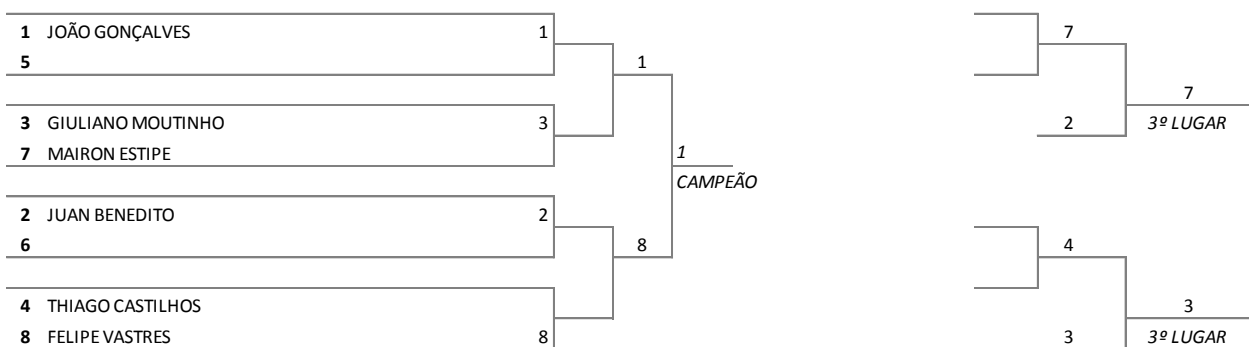 1 JOÃO GONÇALVES 1
7
5
1
7
3 GIULIANO MOUTINHO 3
2 3º LUGAR
7 MAIRON ESTIPE
1
CAMPEÃO
2 JUAN BENEDITO 2
6
8
4
4 THIAGO CASTILHOS
3
8 FELIPE VASTRES 8
3 3º LUGAR